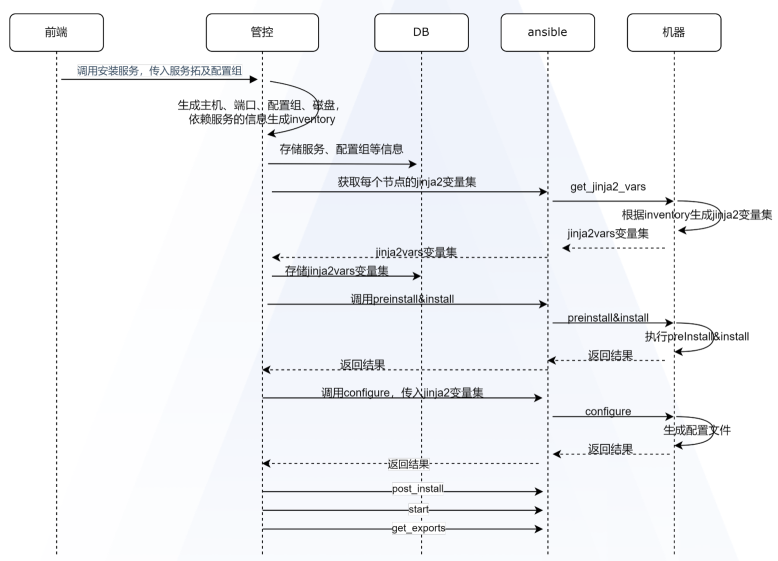 前端
管控
DB
ansible
机器
调用安装服务，传入服务拓及配置组
生成主机、端口、配置组、磁盘，
依赖服务的信息生成inventory
存储服务、配置组等信息
获取每个节点的jinja2变量集
get_jinja2_vars
根据inventory生成jinja2变量集
jinja2vars变量集
jinja2vars变量集
存储jinja2vars变量集
调用preinstall&install
preinstall&install
执行preInstall&install
返回结果
返回结果
调用configure，传入jinja2变量集
configure
生成配置文件
返回结果
返回结果
post_install
start
get_exports